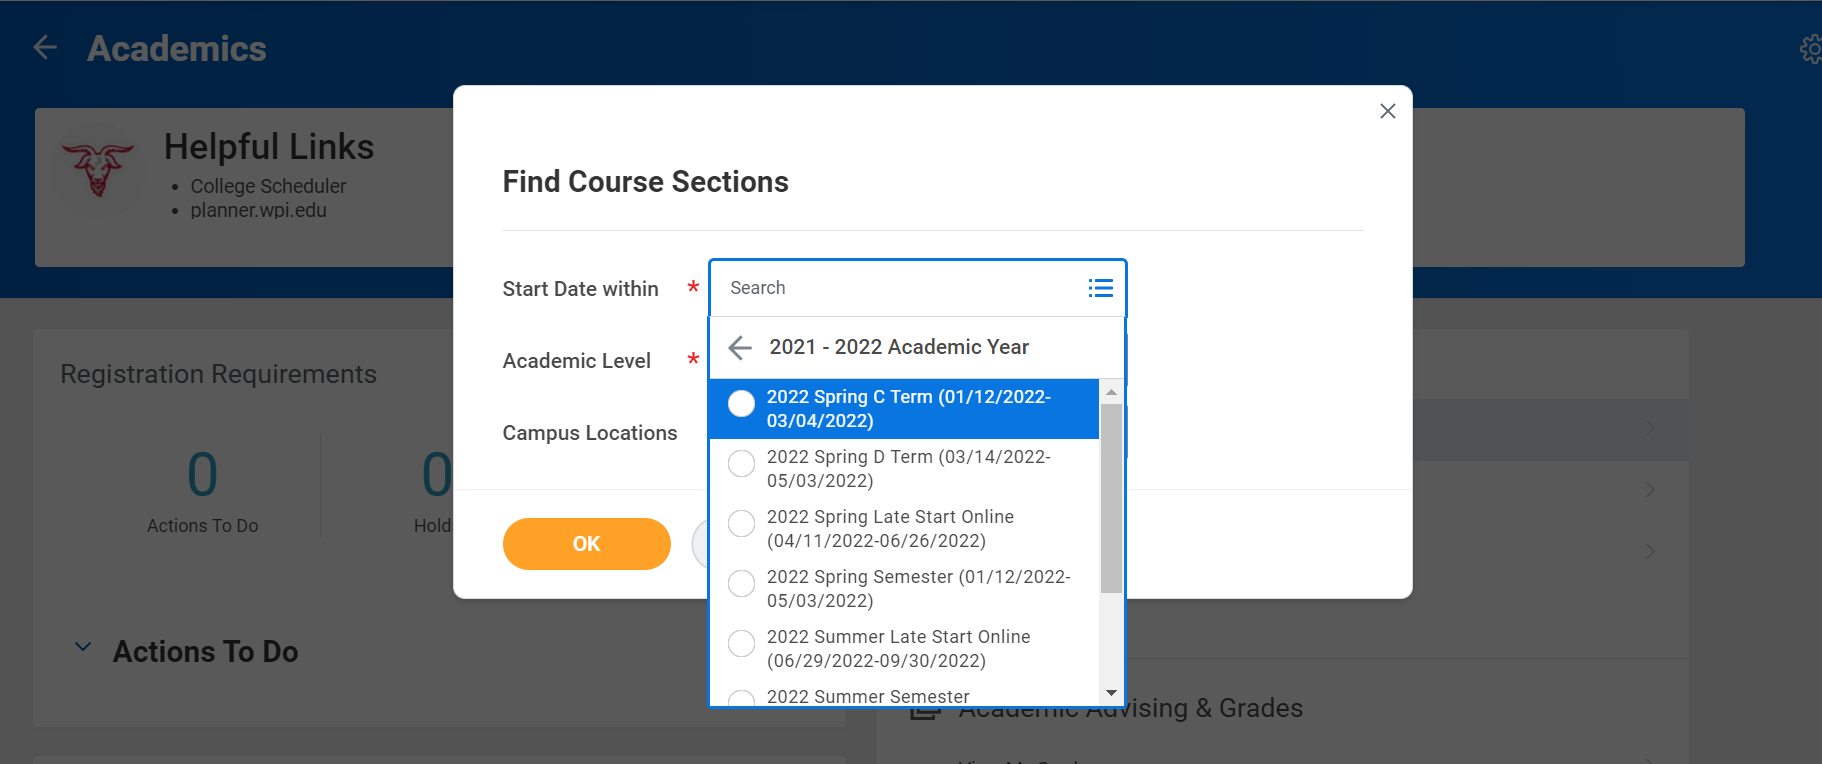 Academics
Helpful Links
College Scheduler
planner.wpi.edu
Find Course Sections
Start Date within *
Search
2021 - 2022 Academic Year
Academic Level *
2022 Spring C Term (01/12/2022-
03/04/2022)
Campus Locations
2022 Spring D Term (03/14/2022-
05/03/2022)
2022 Spring Late Start Online
(04/11/2022-06/26/2022)
2022 Spring Semester (01/12/2022-
05/03/2022)
2022 Summer Late Start Online
(06/29/2022-09/30/2022)
2022 Summer Semester
OK
Registration Requirements
0
Actions To Do
0
Hold
Actions To Do
Academic Advising & Grades